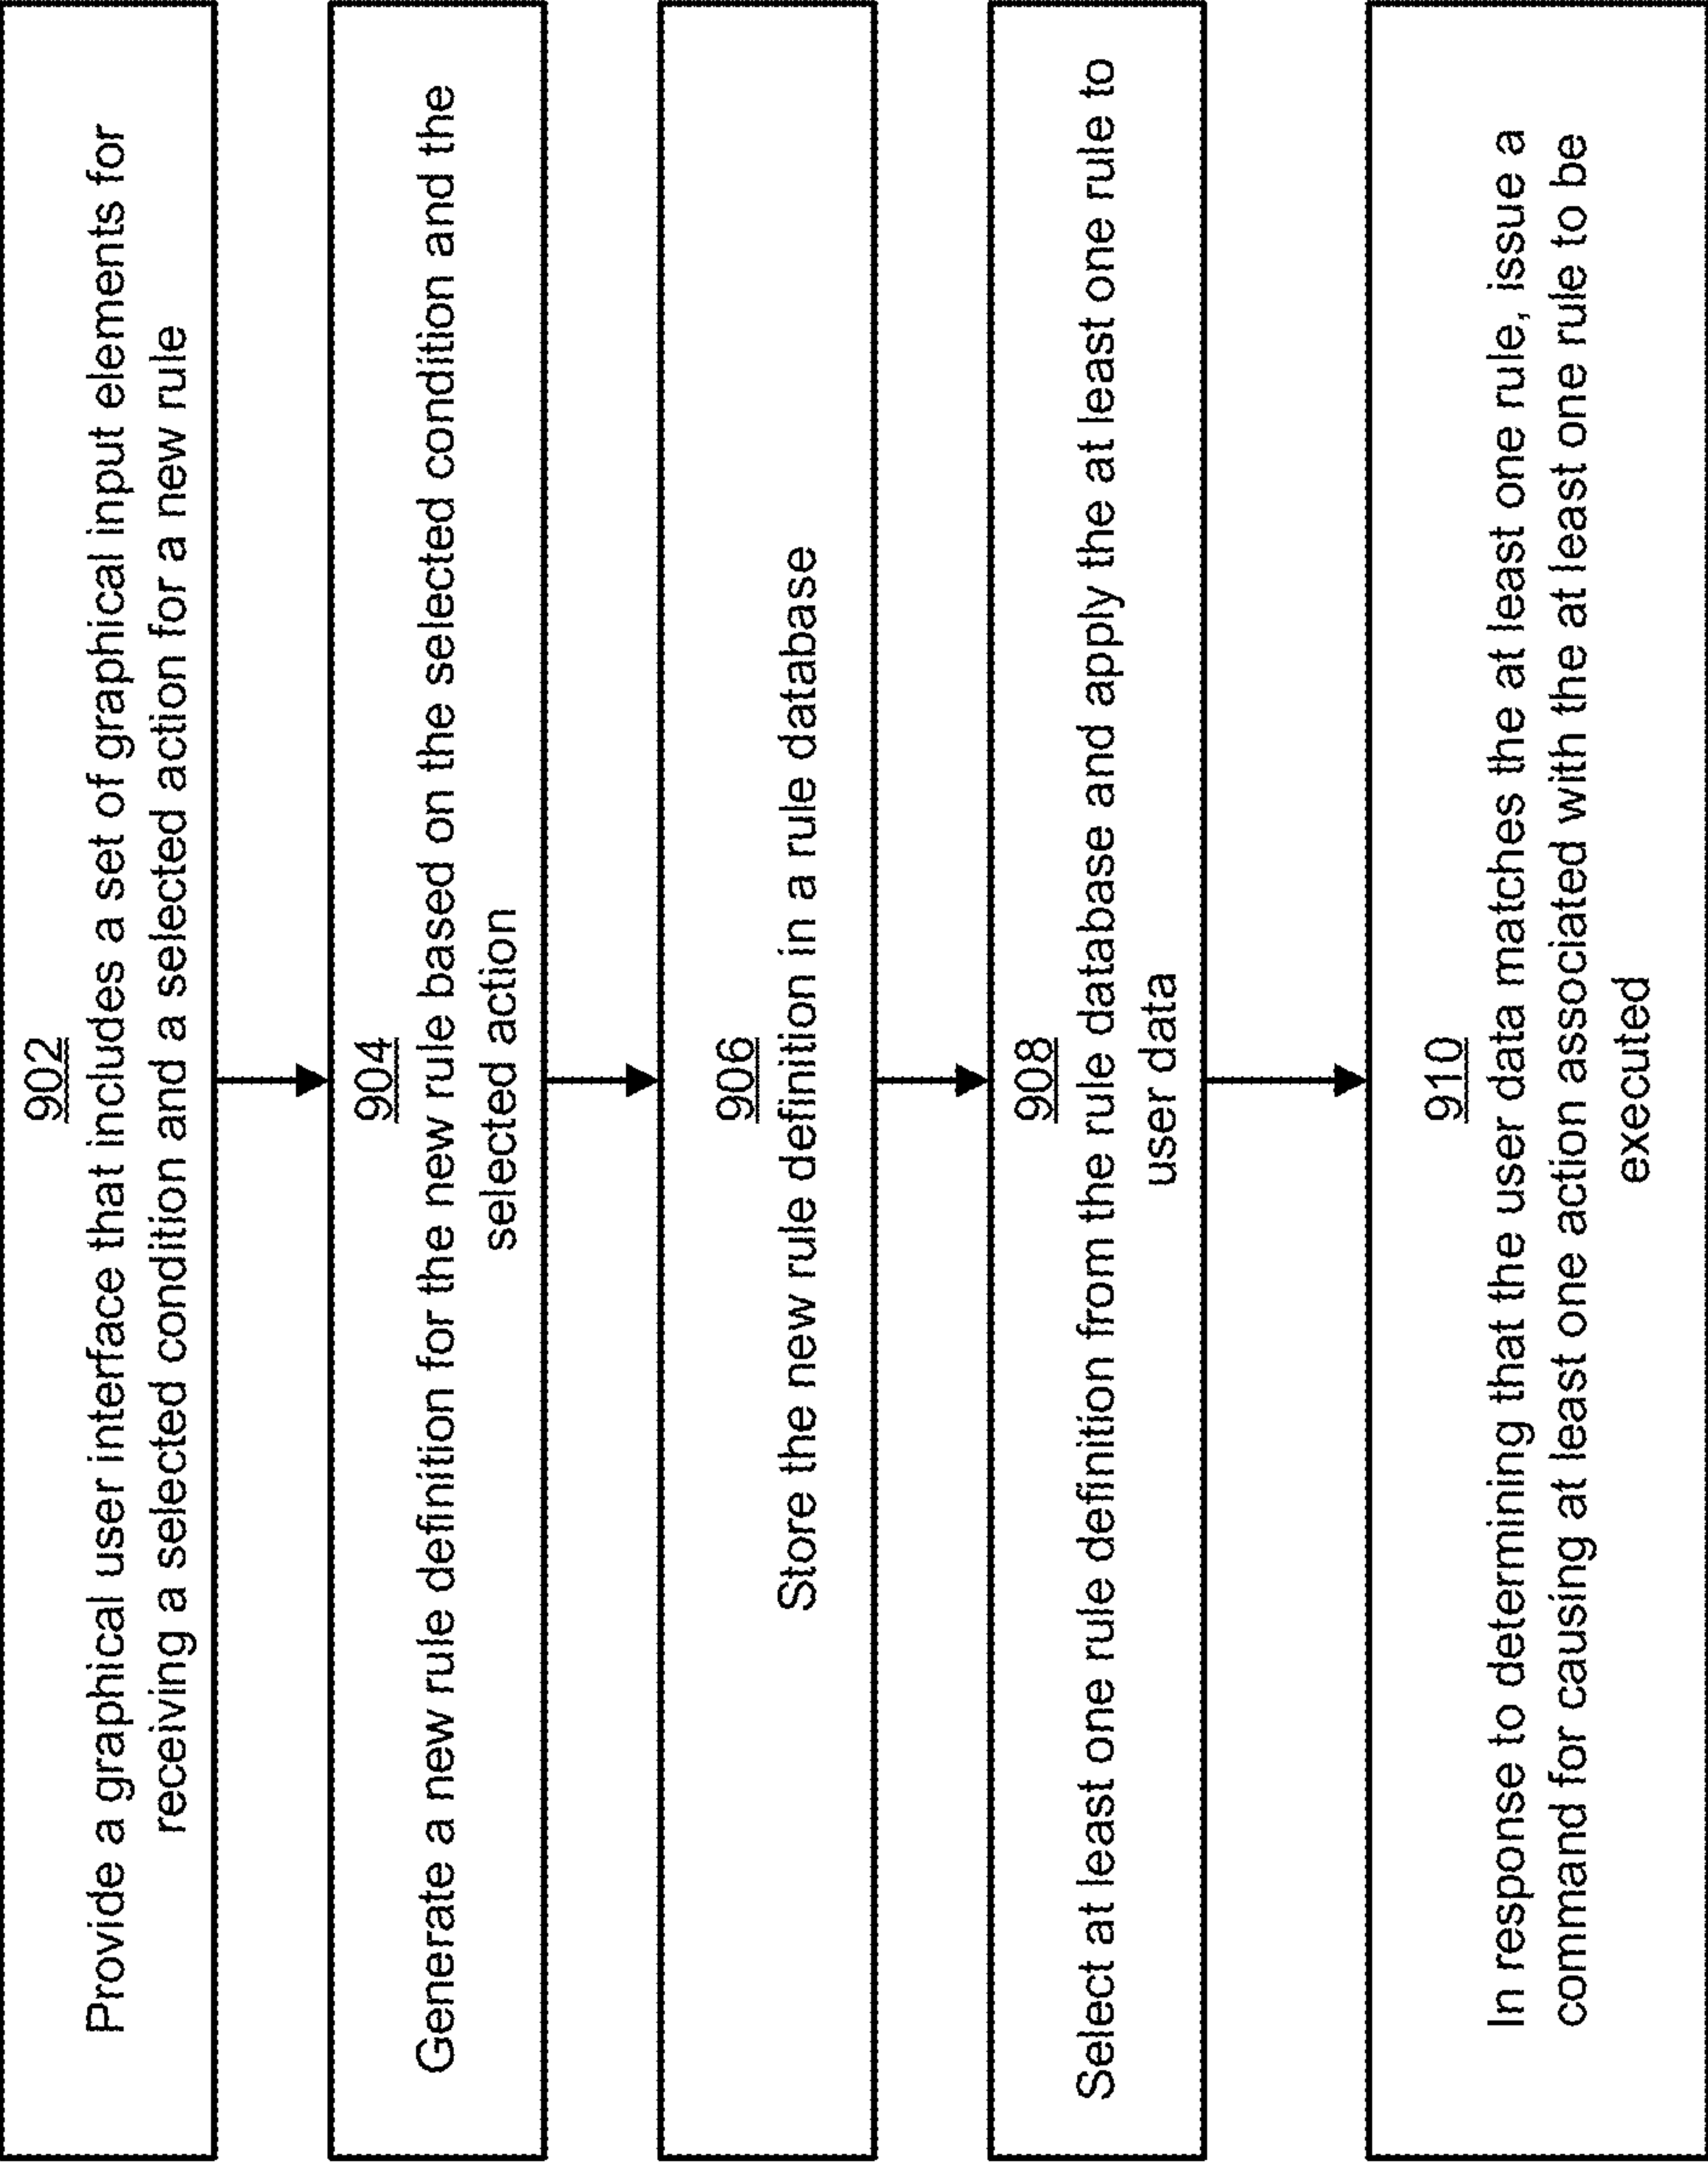 902
Provide a graphical user interface that includes a set of graphical input elements for
receiving a selected condition and a selected action for a new rule
904
Generate a new rule definition for the new rule based on the selected condition and the
selected action
906
Store the new rule definition in a rule database
908
Select at least one rule definition from the rule database and apply the at least one rule to
user data
910
In response to determining that the user data matches the at least one rule, issue a
command for causing at least one action associated with the at least one rule to be
executed